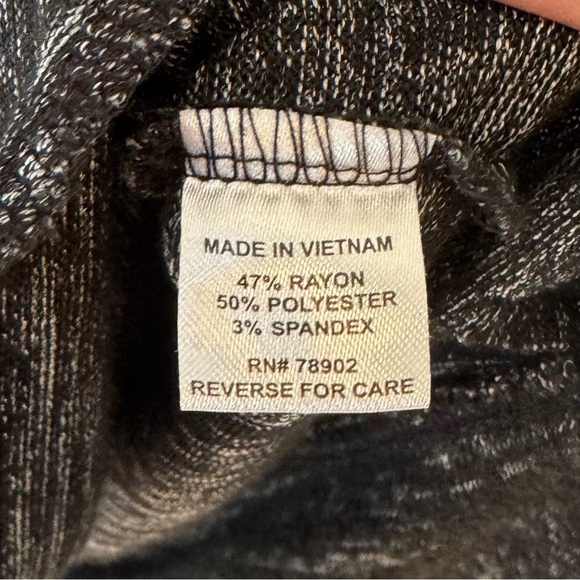 MADE IN VIETNAM
47% RAYON
50% POLYESTER
3% SPANDEX
RN# 78902
REVERSE FOR CARE